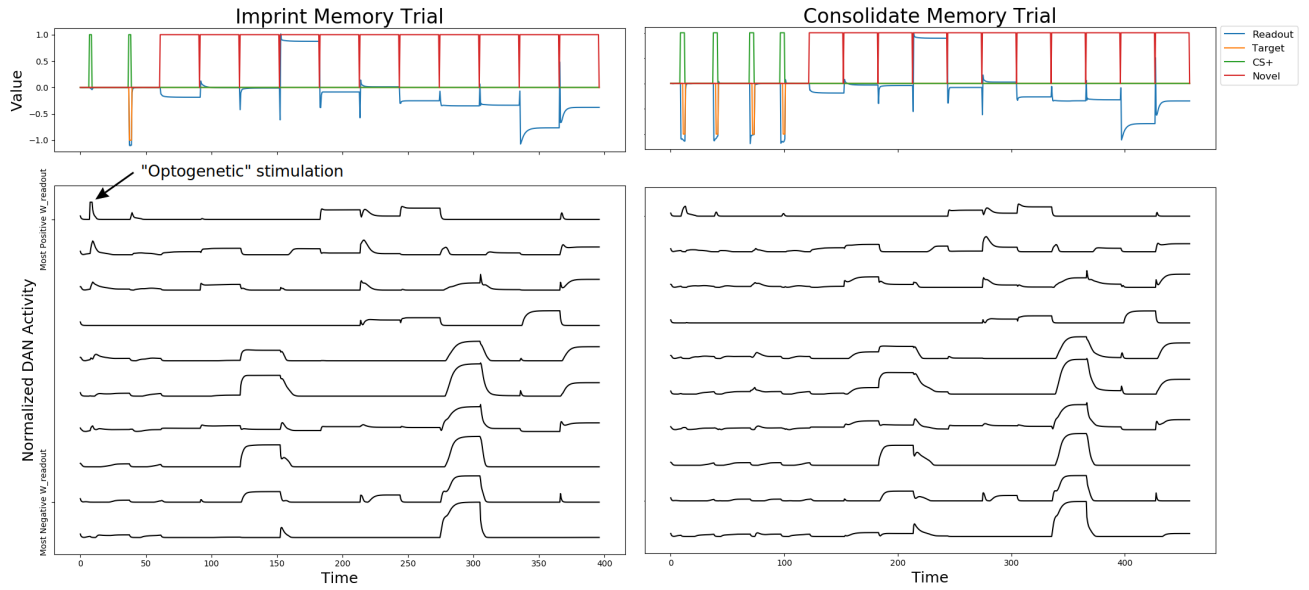 Imprint Memory Trial
Consolidate Memory Trial
Value
1.0
0.5
0.0
−0.5
−1.0
Readout
Target
CS+
Novel
"Optogenetic" stimulation
Normalized DAN Activity
Most Positive W_readout
Most Negative W_readout
0
50
100
150
200
250
300
350
400
Time
0
100
200
300
400
Time